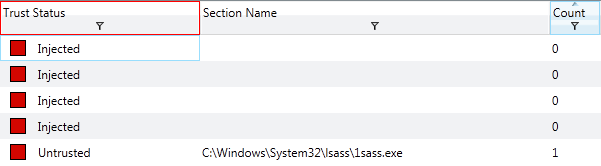 Trust Status Section Name Count
Injected 0
Injected 0
Injected 0
Injected 0
Untrusted C:\Windows\System32\lsass\1sass.exe 1